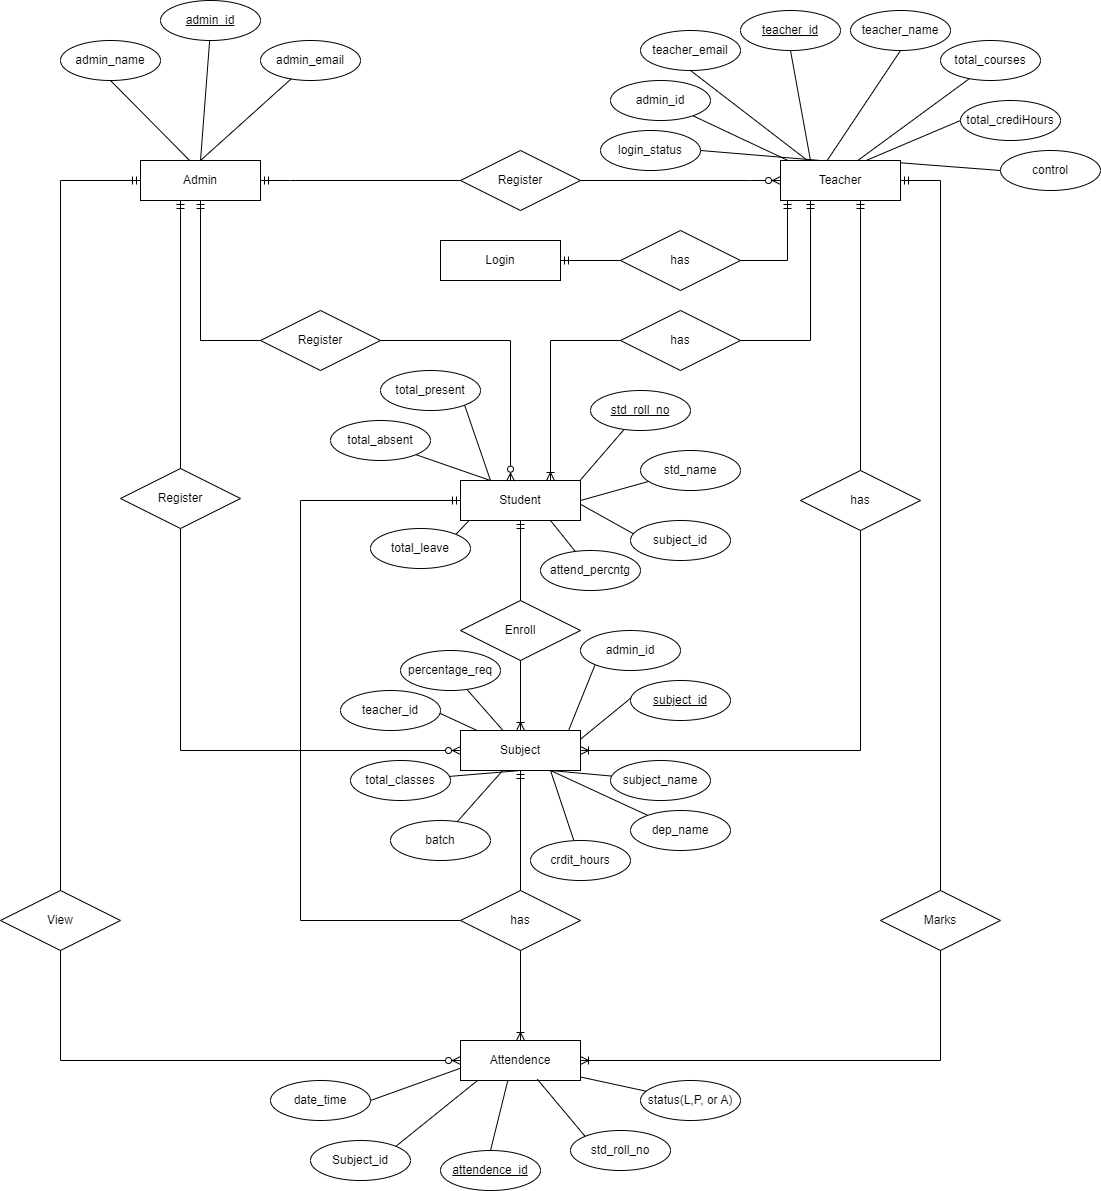 admin_id
admin_name
admin_email
teacher_id
teacher_name
teacher_email
total_courses
admin_id
total_crediHours
login_status
control
Admin
Register
Teacher
Login
has
Register
has
total_present
std_roll_no
total_absent
std_name
Register
Student
has
total_leave
subject_id
attend_percntg
Enroll
admin_id
percentage_req
subject_id
teacher_id
Subject
total_classes
subject_name
batch
dep_name
crdit_hours
View
has
Marks
Attendence
date_time
status(L,P, or A)
Subject_id
attendence_id
std_roll_no